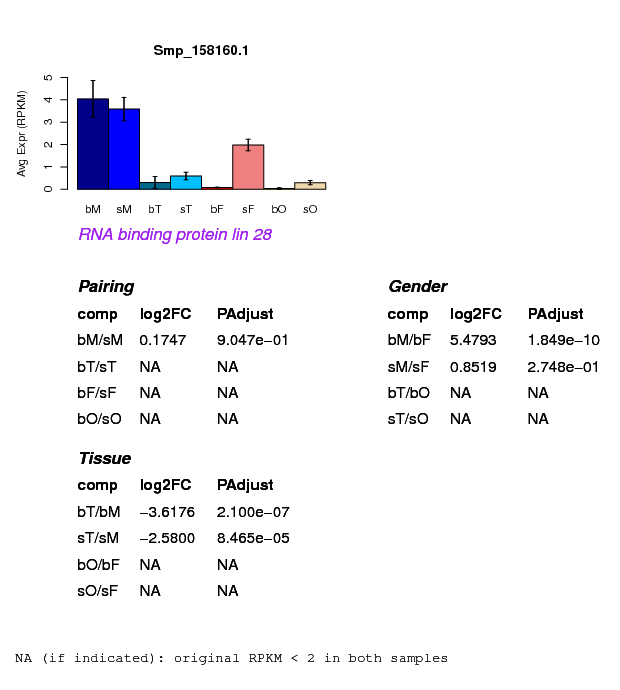 Smp_158160.1
Avg Expr (RPKM)
0 1 2 3 4 5
bM sM bT sT bF sF bO sO
RNA binding protein lin 28
Pairing
comp log2FC PAdjust
bM/sM 0.1747 9.047e−01
bT/sT NA NA
bF/sF NA NA
bO/sO NA NA
Gender
comp log2FC PAdjust
bM/bF 5.4793 1.849e−10
sM/sF 0.8519 2.748e−01
bT/bO NA NA
sT/sO NA NA
Tissue
comp log2FC PAdjust
bT/bM −3.6176 2.100e−07
sT/sM −2.5800 8.465e−05
bO/bF NA NA
sO/sF NA NA
NA (if indicated): original RPKM < 2 in both samples